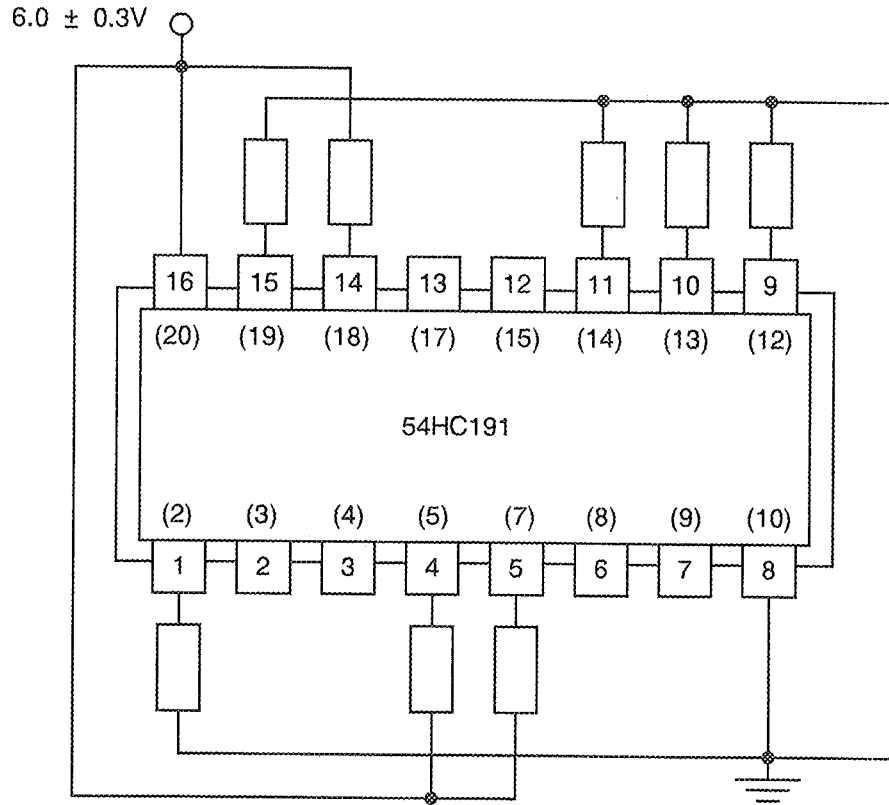 6.0 ± 0.3V
16 15 14 13 12 11 10 9
(20) (19) (18) (17) (15) (14) (13) (12)
54HC191
(2) (3) (4) (5) (7) (8) (9) (10)
1 2 3 4 5 6 7 8